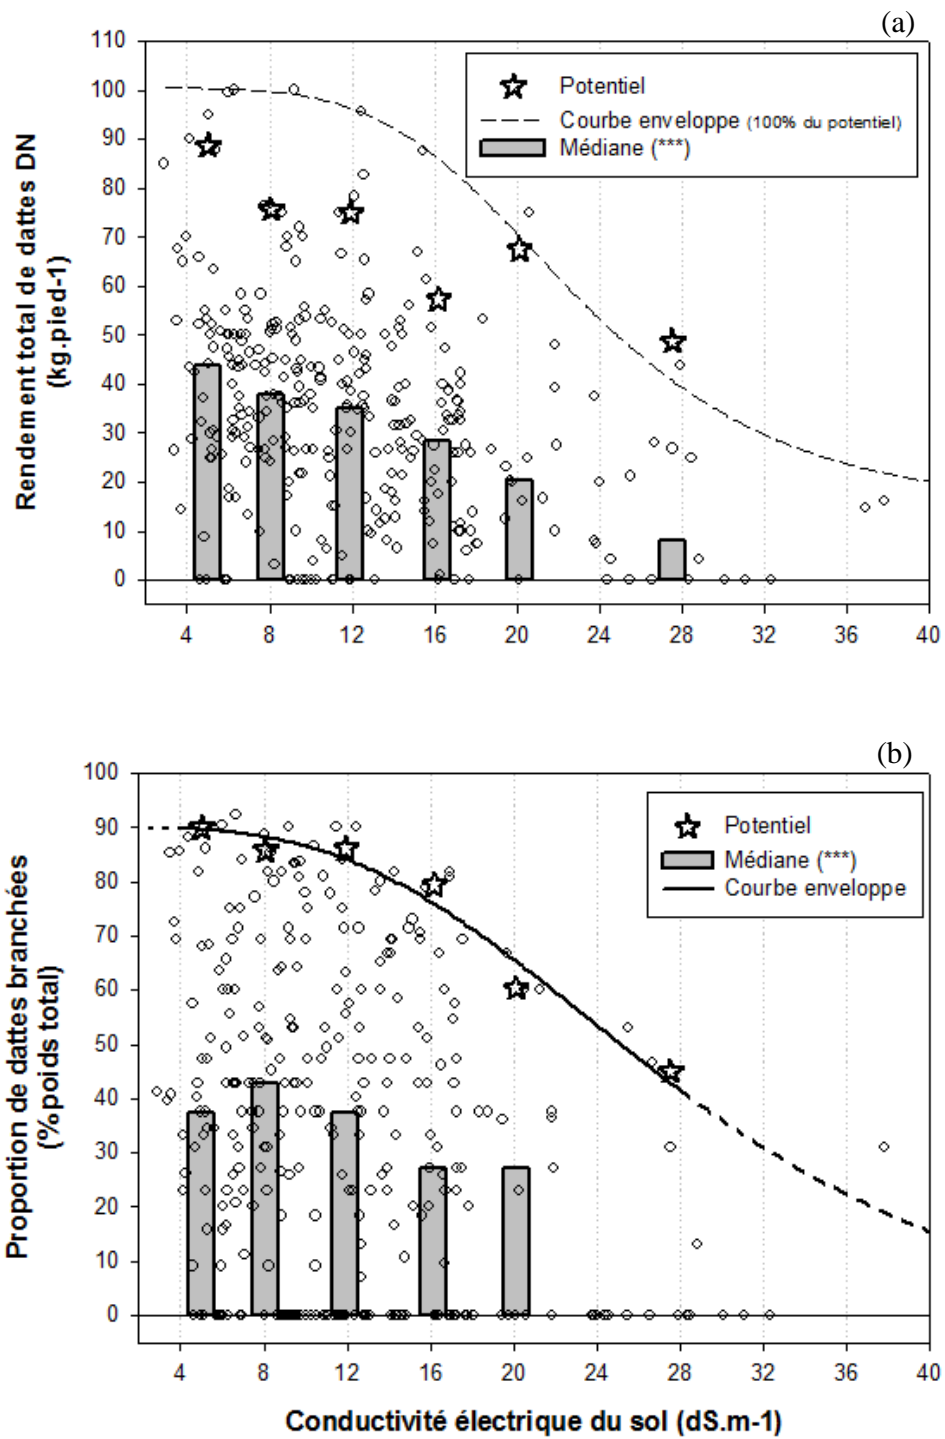 (a)
110
100
90
80
70
60
50
40
30
20
10
0
Rendement total de dattes DN
(kg.pied-1)
Potentiel
Courbe enveloppe (100% du potentiel)
Médiane (***)
4 8 12 16 20 24 28 32 36 40
(b)
100
90
80
70
60
50
40
30
20
10
0
Proportion de dattes branchées
(% poids total)
Potentiel
Médiane (***)
Courbe enveloppe
4 8 12 16 20 24 28 32 36 40
Conductivité électrique du sol (dS.m-1)